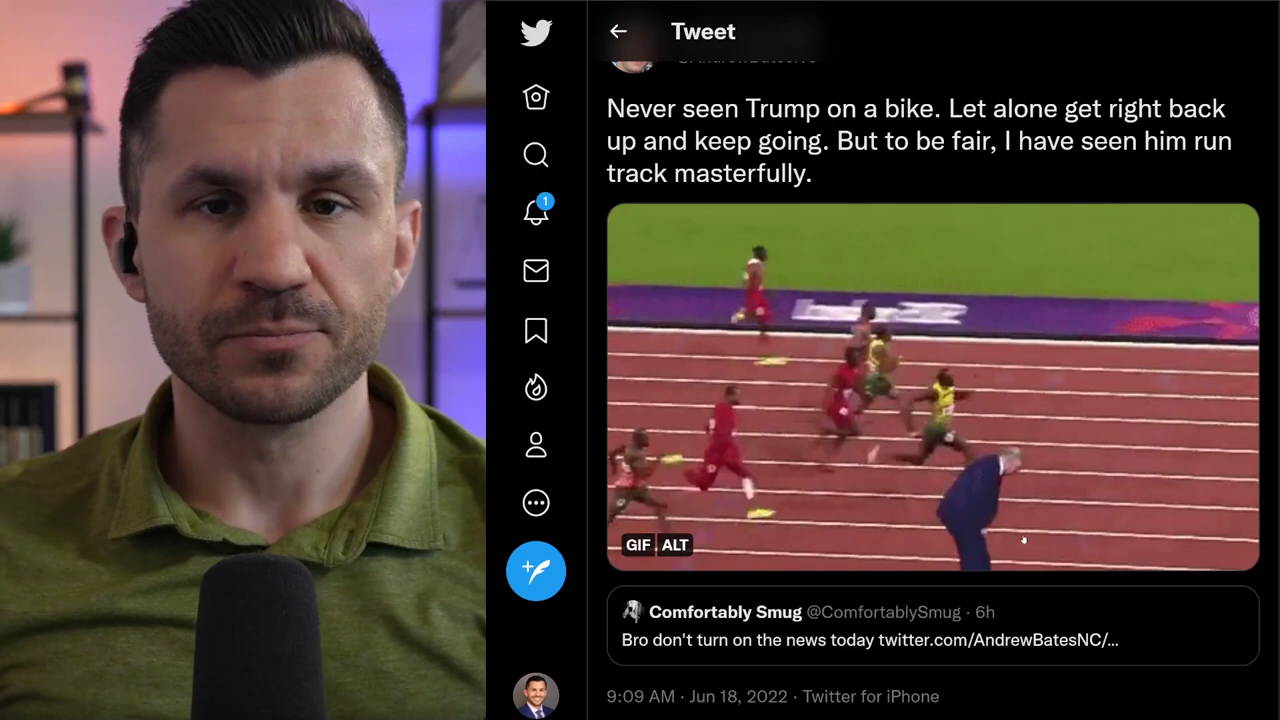 Tweet
Never seen Trump on a bike. Let alone get right back
up and keep going. But to be fair, I have seen him run
track masterfully.
1
GIF ALT
Comfortably Smug @ComfortablySmug · 6h
Bro don't turn on the news today twitter.com/AndrewBatesNC/...
9:09 AM · Jun 18, 2022 · Twitter for iPhone